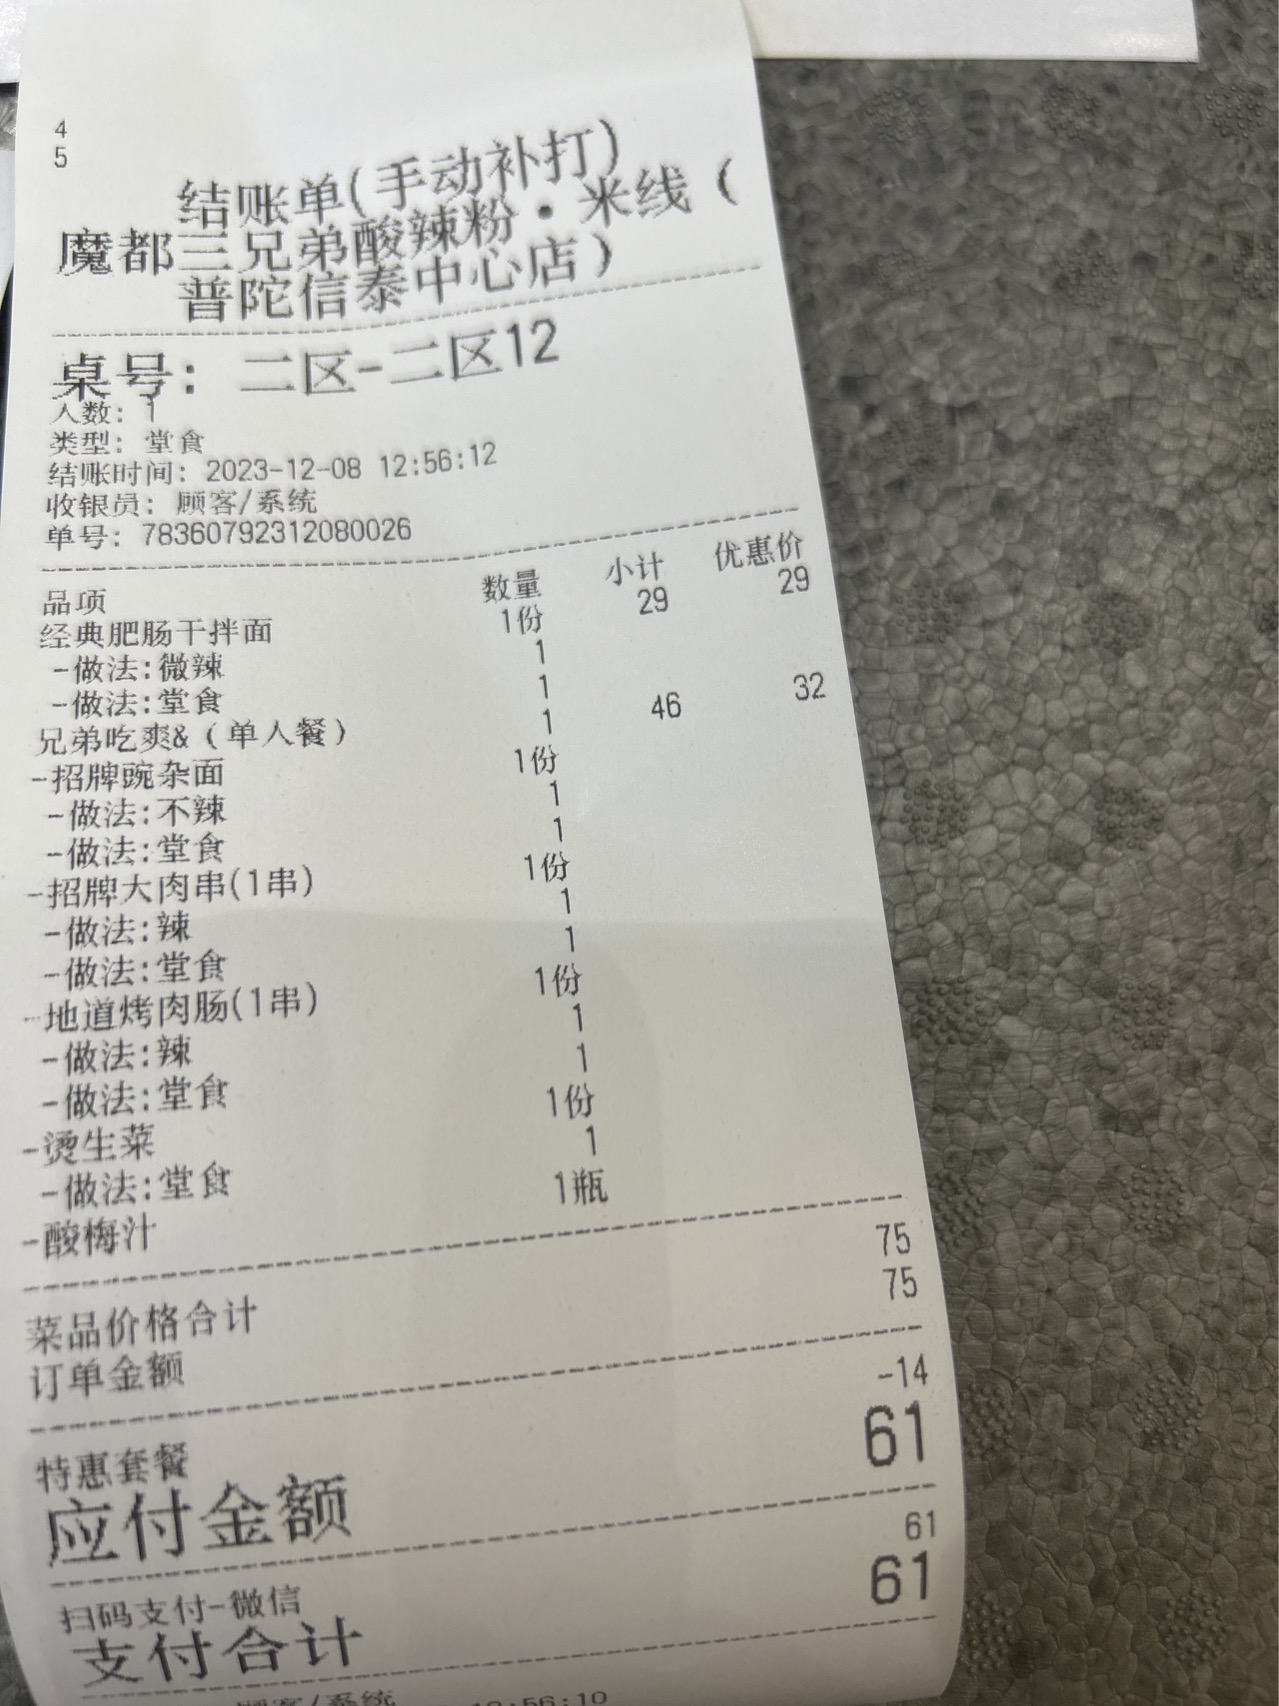 4
5
结账单(手动补打)
魔都三兄弟酸辣粉·米线（
普陀信泰中心店）
桌号：二区-二区12
人数：1
类型：堂食
结账时间：2023-12-08 12:56:12
收银员：顾客/系统
单号：78360792312080026
品项 数量 小计 优惠价
经典肥肠干拌面 1份 29 29
-做法:微辣 1
-做法:堂食 1
兄弟吃爽&（单人餐） 1 46 32
-招牌豌杂面 1份
-做法:不辣 1
-做法:堂食 1
-招牌大肉串(1串) 1份
-做法:辣 1
-做法:堂食 1
-地道烤肉肠(1串) 1份
-做法:辣 1
-做法:堂食 1
-烫生菜 1份
-做法:堂食 1
-酸梅汁 1瓶
菜品价格合计 75
订单金额 75
特惠套餐 -14
应付金额 61
扫码支付-微信 61
支付合计 61
顾客/系统 12:56:10